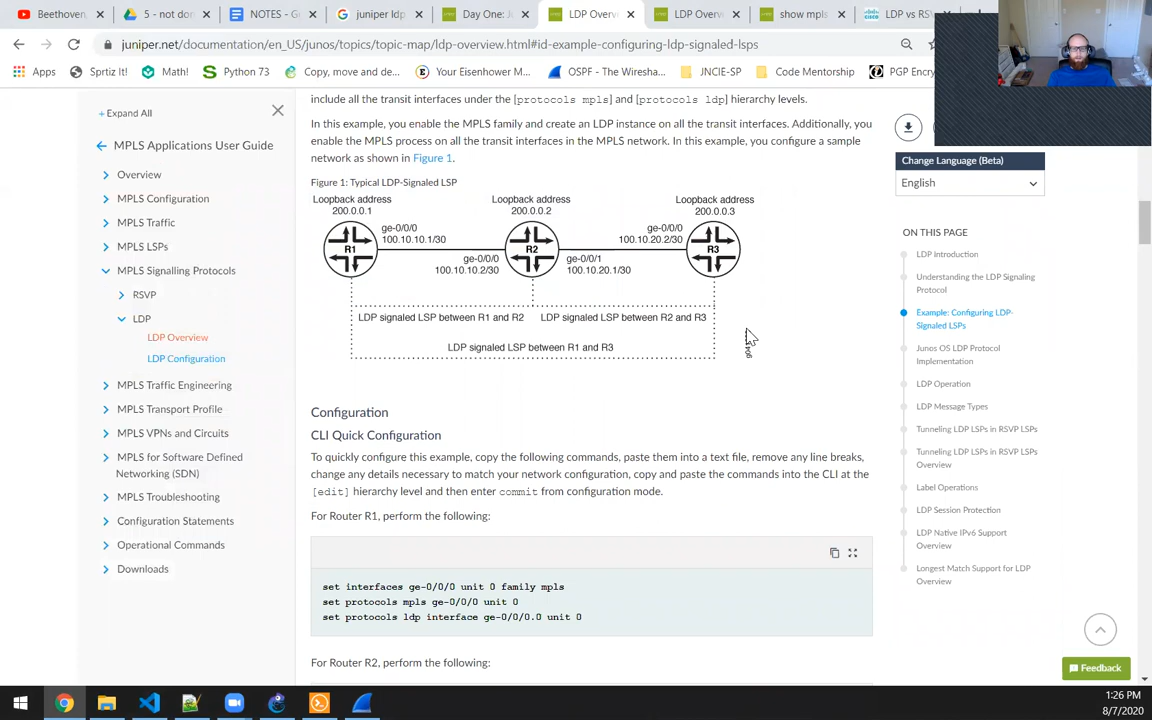 Beethoven,
5 - not don
NOTES - Go
juniper ldp
Day One: Ju
LDP Overv
LDP Overv
show mpls
LDP vs RSV
juniper.net/documentation/en_US/junos/topics/topic-map/ldp-overview.html#id-example-configuring-ldp-signaled-lsps
Apps
Sprtiz It!
Math!
Python 73
Copy, move and de...
Your Eisenhower M...
OSPF - The Wiresha...
JNCIE-SP
Code Mentorship
PGP Encry
+ Expand All
MPLS Applications User Guide
Overview
MPLS Configuration
MPLS Traffic
MPLS LSPs
MPLS Signalling Protocols
RSVP
LDP
LDP Overview
LDP Configuration
MPLS Traffic Engineering
MPLS Transport Profile
MPLS VPNs and Circuits
MPLS for Software Defined
Networking (SDN)
MPLS Troubleshooting
Configuration Statements
Operational Commands
Downloads
include all the transit interfaces under the [protocols mpls] and [protocols ldp] hierarchy levels.
In this example, you enable the MPLS family and create an LDP instance on all the transit interfaces. Additionally, you
enable the MPLS process on all the transit interfaces in the MPLS network. In this example, you configure a sample
network as shown in Figure 1.
Figure 1: Typical LDP-Signaled LSP
Loopback address
200.0.0.1
Loopback address
200.0.0.2
Loopback address
200.0.0.3
ge-0/0/0
100.10.10.1/30
ge-0/0/0
100.10.20.2/30
R1
R2
R3
ge-0/0/0
100.10.10.2/30
ge-0/0/1
100.10.20.1/30
LDP signaled LSP between R1 and R2
LDP signaled LSP between R2 and R3
LDP signaled LSP between R1 and R3
Configuration
CLI Quick Configuration
To quickly configure this example, copy the following commands, paste them into a text file, remove any line breaks,
change any details necessary to match your network configuration, copy and paste the commands into the CLI at the
[edit] hierarchy level and then enter commit from configuration mode.
For Router R1, perform the following:
set interfaces ge-0/0/0 unit 0 family mpls
set protocols mpls ge-0/0/0 unit 0
set protocols ldp interface ge-0/0/0.0 unit 0
For Router R2, perform the following:
Change Language (Beta)
English
ON THIS PAGE
LDP Introduction
Understanding the LDP Signaling
Protocol
Example: Configuring LDP-
Signaled LSPs
Junos OS LDP Protocol
Implementation
LDP Operation
LDP Message Types
Tunneling LDP LSPs in RSVP LSPs
Tunneling LDP LSPs in RSVP LSPs
Overview
Label Operations
LDP Session Protection
LDP Native IPv6 Support
Overview
Longest Match Support for LDP
Overview
Feedback
1:26 PM
8/7/2020